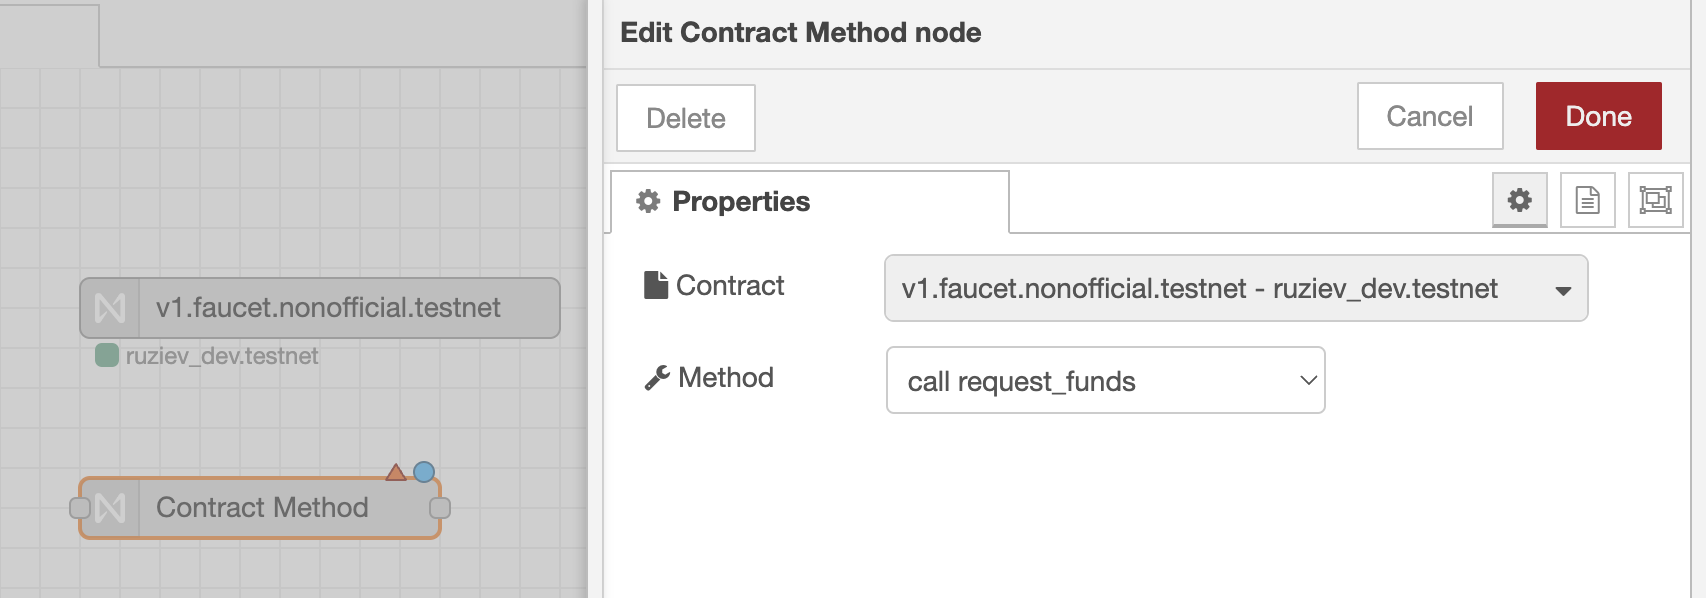 Edit Contract Method node
Delete
Cancel
Done
Properties
Contract
v1.faucet.nonofficial.testnet - ruziev_dev.testnet
Method
call request_funds
v1.faucet.nonofficial.testnet
ruziev_dev.testnet
Contract Method